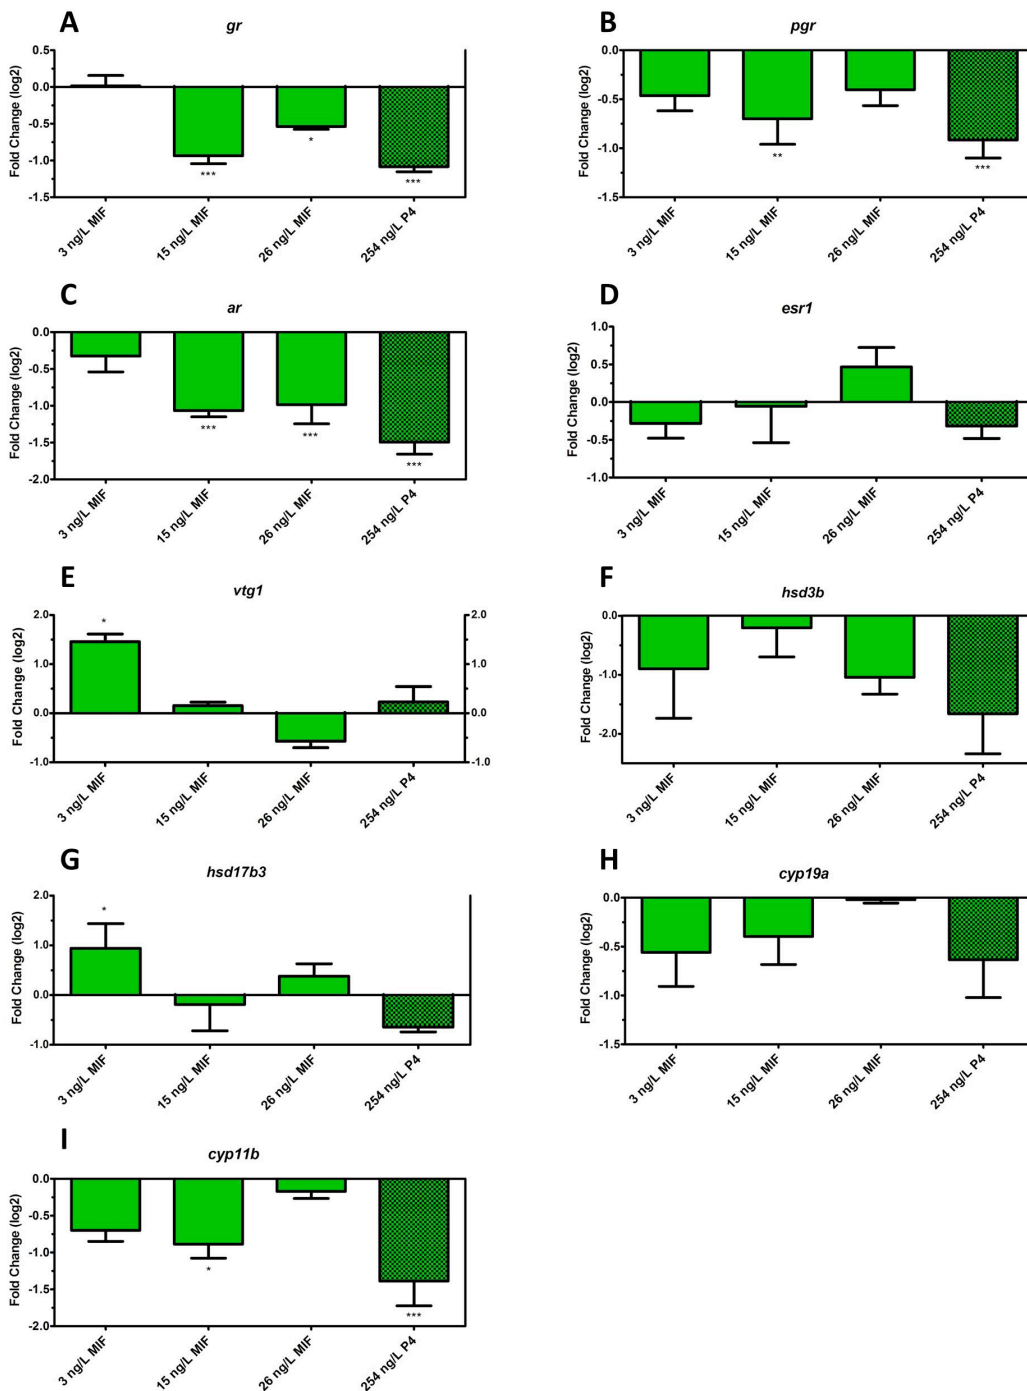 A
gr
Fold Change (log2)
0.5
0.0
-0.5
-1.0
-1.5
***
*
***
3 ng/L MIF
15 ng/L MIF
26 ng/L MIF
254 ng/L P4
B
pgr
Fold Change (log2)
0.0
-0.5
-1.0
-1.5
**
***
3 ng/L MIF
15 ng/L MIF
26 ng/L MIF
254 ng/L P4
C
ar
Fold Change (log2)
0.0
-0.5
-1.0
-1.5
-2.0
***
***
***
3 ng/L MIF
15 ng/L MIF
26 ng/L MIF
254 ng/L P4
D
esr1
Fold Change (log2)
1.0
0.5
0.0
-0.5
-1.0
3 ng/L MIF
15 ng/L MIF
26 ng/L MIF
254 ng/L P4
E
vtg1
Fold Change (log2)
2.0
1.0
0.0
-1.0
*
2.0
1.0
0.0
-1.0
3 ng/L MIF
15 ng/L MIF
26 ng/L MIF
254 ng/L P4
F
hsd3b
Fold Change (log2)
0.0
-1.0
-2.0
3 ng/L MIF
15 ng/L MIF
26 ng/L MIF
254 ng/L P4
G
hsd17b3
Fold Change (log2)
2.0
1.0
0.0
-1.0
*
3 ng/L MIF
15 ng/L MIF
26 ng/L MIF
254 ng/L P4
H
cyp19a
Fold Change (log2)
0.0
-0.5
-1.0
-1.5
3 ng/L MIF
15 ng/L MIF
26 ng/L MIF
254 ng/L P4
I
cyp11b
Fold Change (log2)
0.0
-0.5
-1.0
-1.5
-2.0
*
***
3 ng/L MIF
15 ng/L MIF
26 ng/L MIF
254 ng/L P4